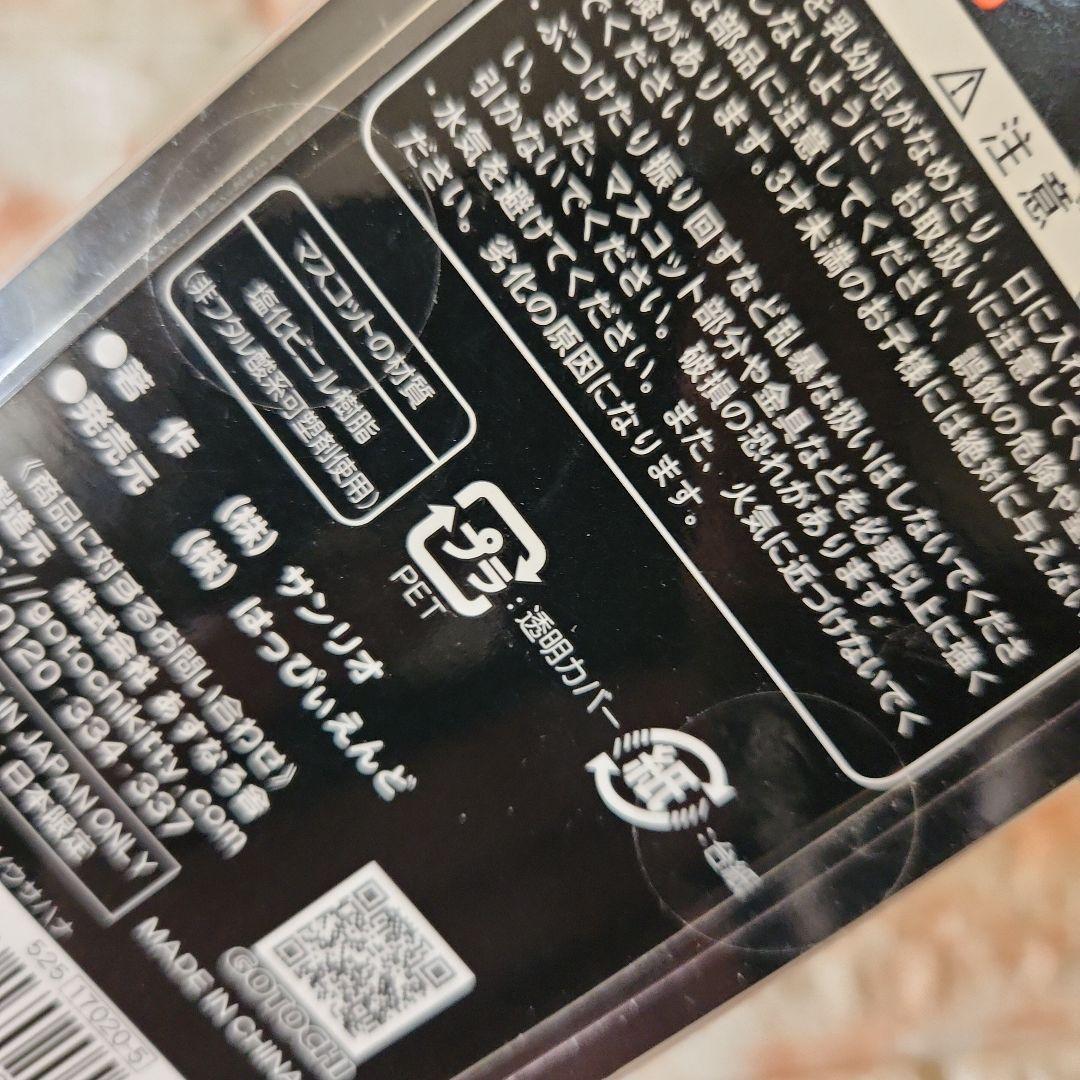 注意
を乳幼児がなめたり、口に入れ
しないように、お取扱いに注意してく
な部品に注意してください。誤飲の危険や窒
険があります。3才未満のお子様には絶対に与えない
でください。
・ぶつけたり振り回すなど乱暴な扱いはしないでくださ
い。また、マスコット部分や金具などを必要以上に強く
引かないでください。破損の恐れがあります。
・水気を避けてください。また、火気に近づけないでく
ださい。劣化の原因になります。
マスコットの材質
塩化ビニール樹脂
(非フタル酸系可塑剤使用)
プラ
PET
:透明カバー
紙
:台紙
●著 作 (株) サンリオ
●発売元 (株) はっぴぃえんど
《商品に対するお問い合わせ》
製造元 株式会社 あすなろ舎
://gotochikitty.com
0120-334-337
IN JAPAN ONLY
日本限定
MADE IN CHINA
GOTOCHI
525-17020-5